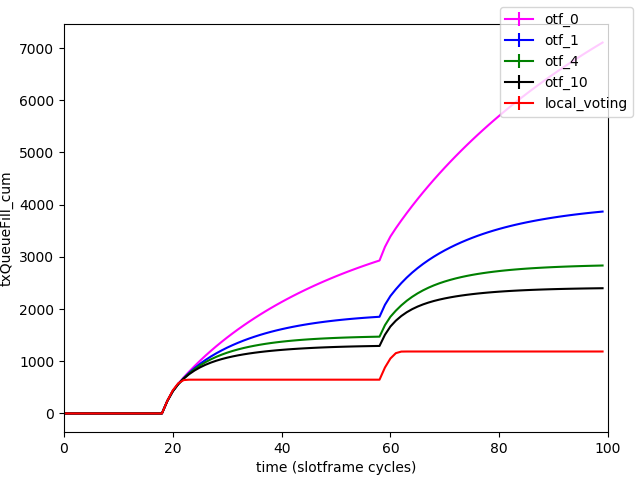 otf_0
otf_1
otf_4
otf_10
local_voting
7000
6000
5000
4000
3000
2000
1000
0
txQueueFill_cum
0 20 40 60 80 100
time (slotframe cycles)